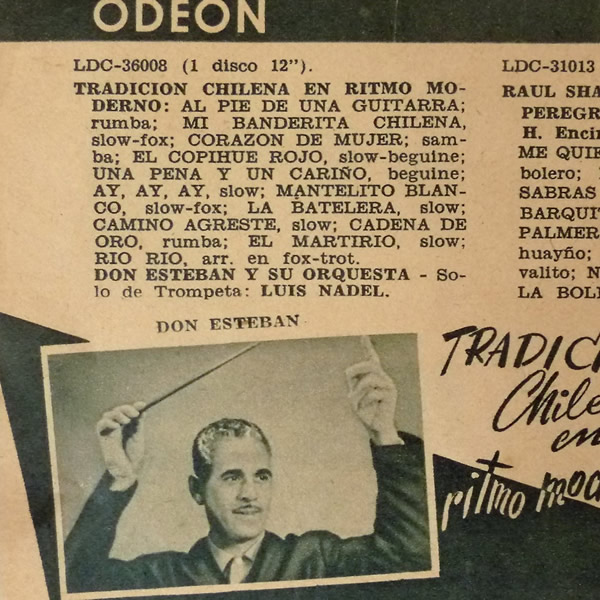 ODEON
LDC-36008 (1 disco 12").
TRADICION CHILENA EN RITMO MO-
DERNO: AL PIE DE UNA GUITARRA;
rumba; MI BANDERITA CHILENA,
slow-fox; CORAZON DE MUJER; sam-
ba; EL COPIHUE ROJO, slow-beguine;
UNA PENA Y UN CARIÑO, beguine;
AY, AY, AY, slow; MANTELITO BLAN-
CO, slow-fox; LA BATELERA, slow;
CAMINO AGRESTE, slow; CADENA DE
ORO, rumba; EL MARTIRIO, slow;
RIO RIO, arr. en fox-trot.
DON ESTEBAN Y SU ORQUESTA - So-
lo de Trompeta: LUIS NADEL.
DON ESTEBAN
LDC-31013
RAUL SHA
PEREGR
H. Encin
ME QUIE
bolero;
SABRAS
BARQUIT
PALMER
huayño;
valito; N
LA BOL
TRADICI
Chile
en
ritmo mod